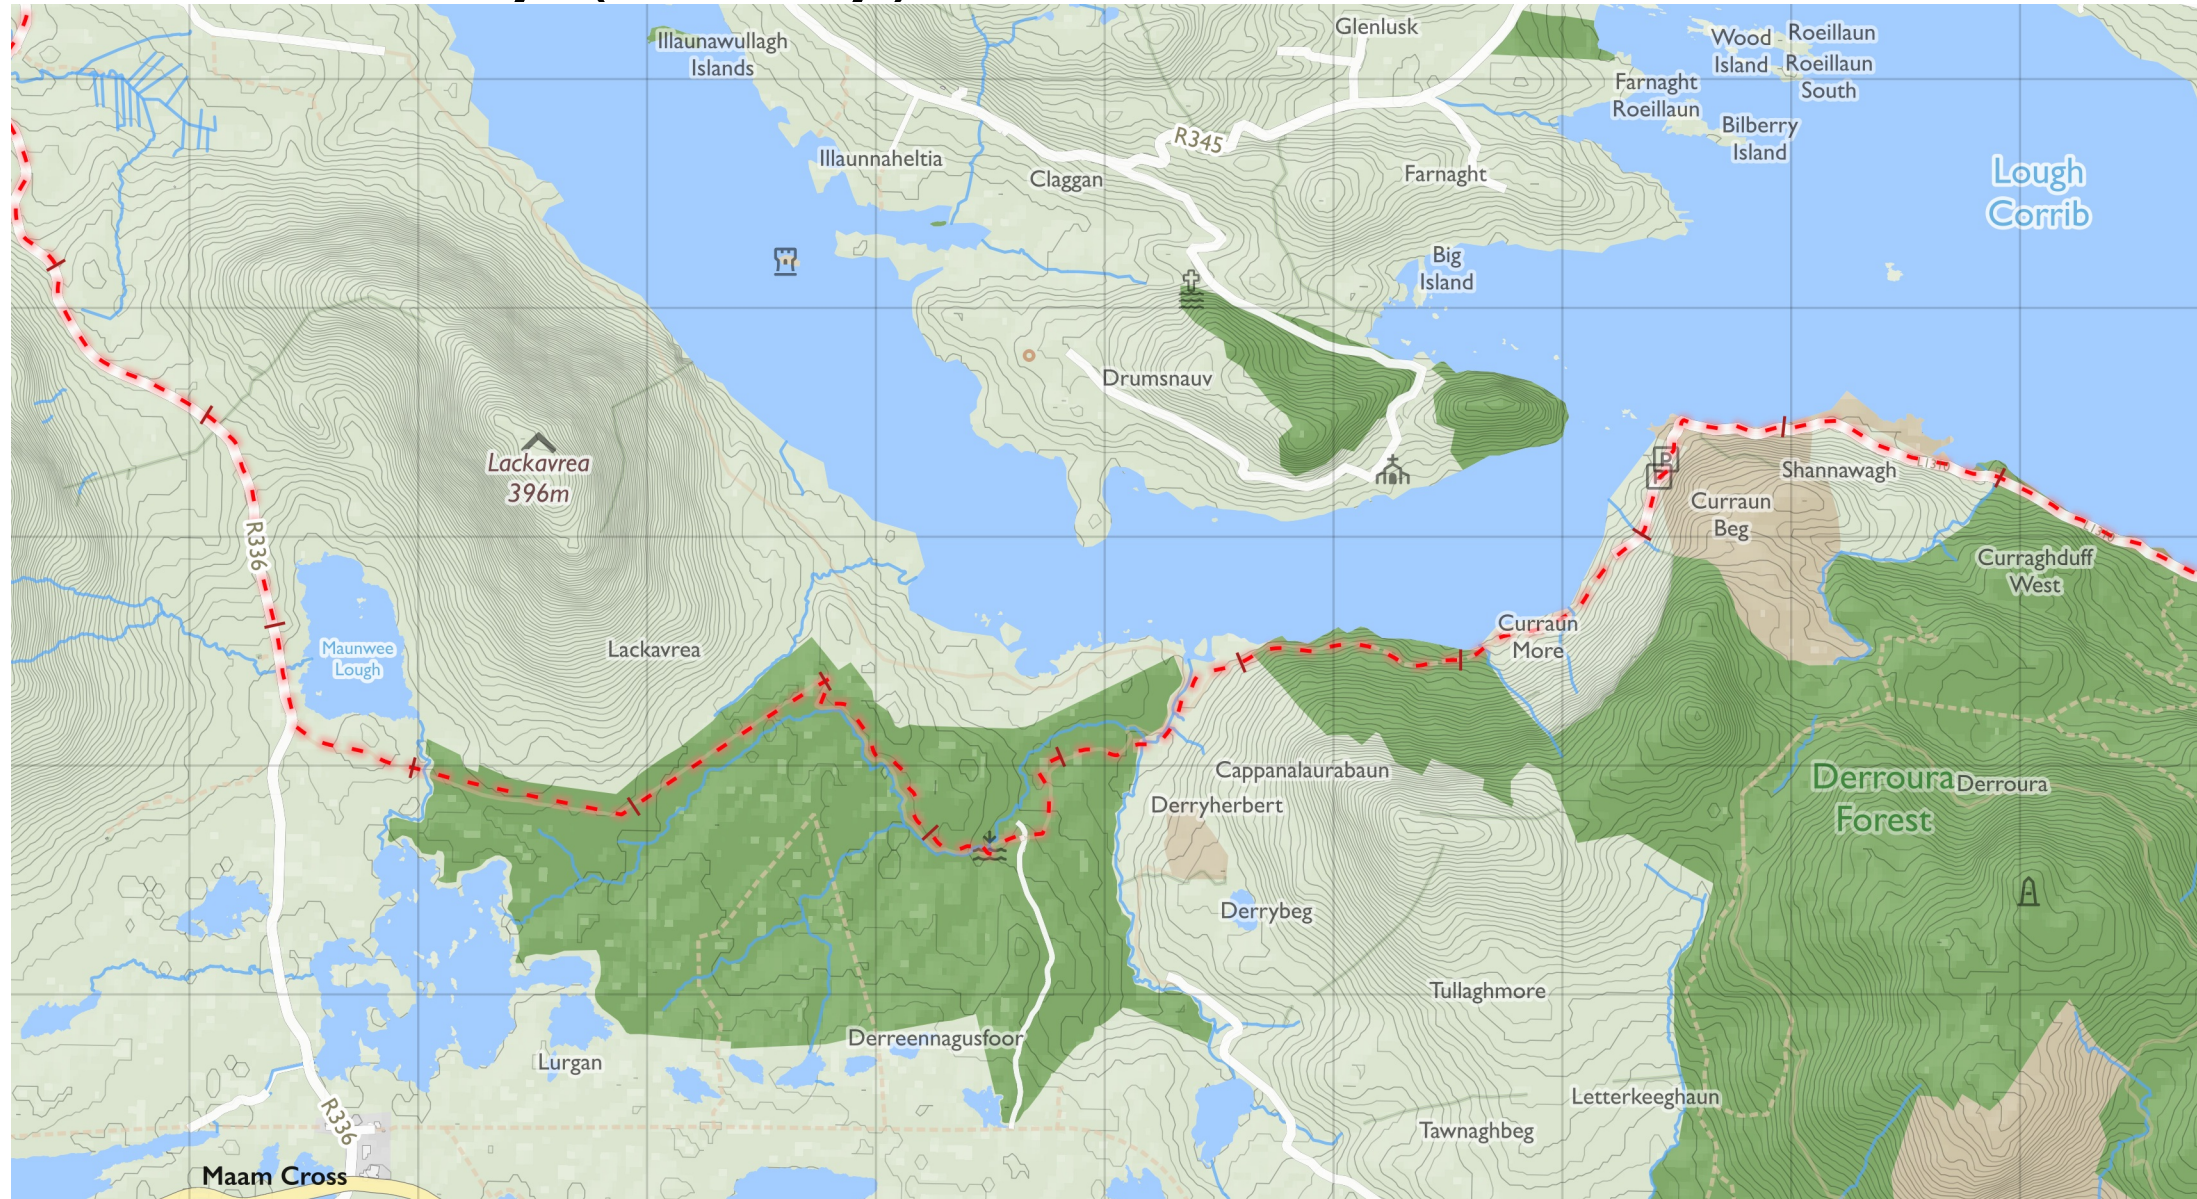 Glenlusk
Illaunawullagh
Islands
Wood
Island
Roeillaun
Roeillaun
South
Farnaght
Roeillaun
Bilberry
Island
R345
Illaunnaheltia
Claggan
Farnaght
Lough
Corrib
Big
Island
Drumsnauv
Lackavrea
396m
P
P
Shannawagh
L1310
Curraun
Beg
L1310
R336
Curraghduff
West
Curraun
More
Maunwee
Lough
Lackavrea
Cappanalaurabaun
Derryherbert
Derroura
Forest
Derroura
Derrybeg
Tullaghmore
Derreennagusfoor
Lurgan
Letterkeeghaun
R336
Tawnaghbeg
Maam Cross